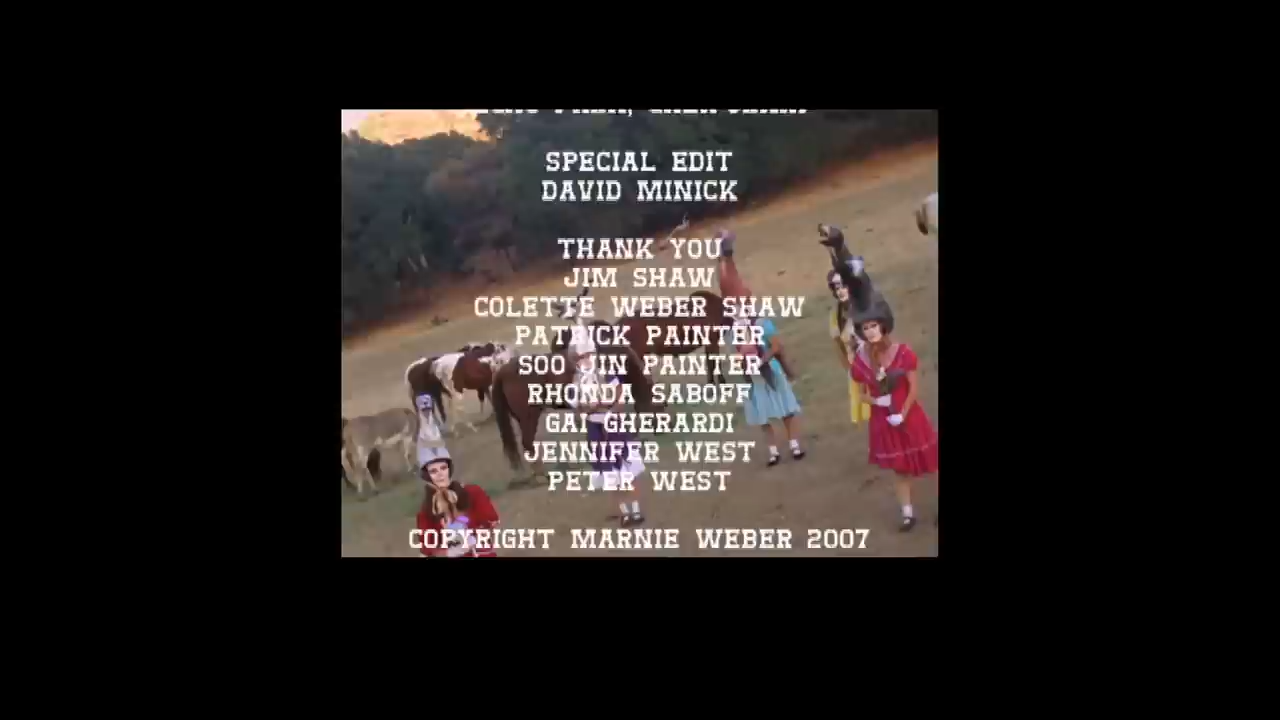 SPECIAL EDIT
DAVID MINICK
THANK YOU
JIM SHAW
COLETTE WEBER SHAW
PATRICK PAINTER
SOO JIN PAINTER
RHONDA SABOFF
GAI GHERARDI
JENNIFER WEST
PETER WEST
COPYRIGHT MARNIE WEBER 2007